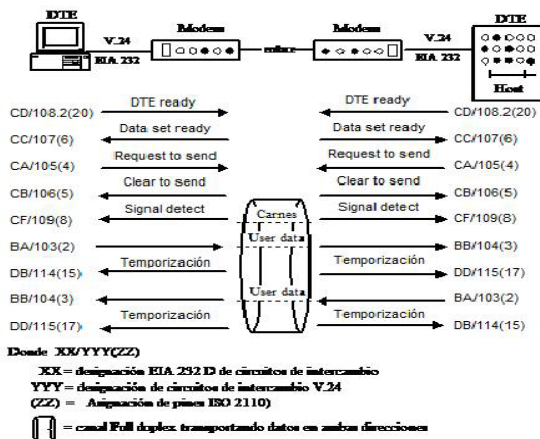 DTE
Modem
Modem
DTE
V.24
EIA 232
enlace
V.24
EIA 232
Host
CD/108.2(20)
DTE ready
DTE ready
CD/108.2(20)
CC/107(6)
Data set ready
Data set ready
CC/107(6)
CA/105(4)
Request to send
Request to send
CA/105(4)
CB/106(5)
Clear to send
Clear to send
CB/106(5)
CF/109(8)
Signal detect
Carnes
Signal detect
CF/109(8)
BA/103(2)
User data
BB/104(3)
DB/114(15)
Temporización
Temporización
DD/115(17)
BB/104(3)
User data
BA/103(2)
DD/115(17)
Temporización
Temporización
DB/114(15)
Donde XX/YYY(ZZ)
XX = designación EIA 232 D de circuitos de intercambio
YYY = designación de circuitos de intercambio V.24
(ZZ) = Asignación de pines ISO 2110)
= canal Full duplex transportando datos en ambas direcciones